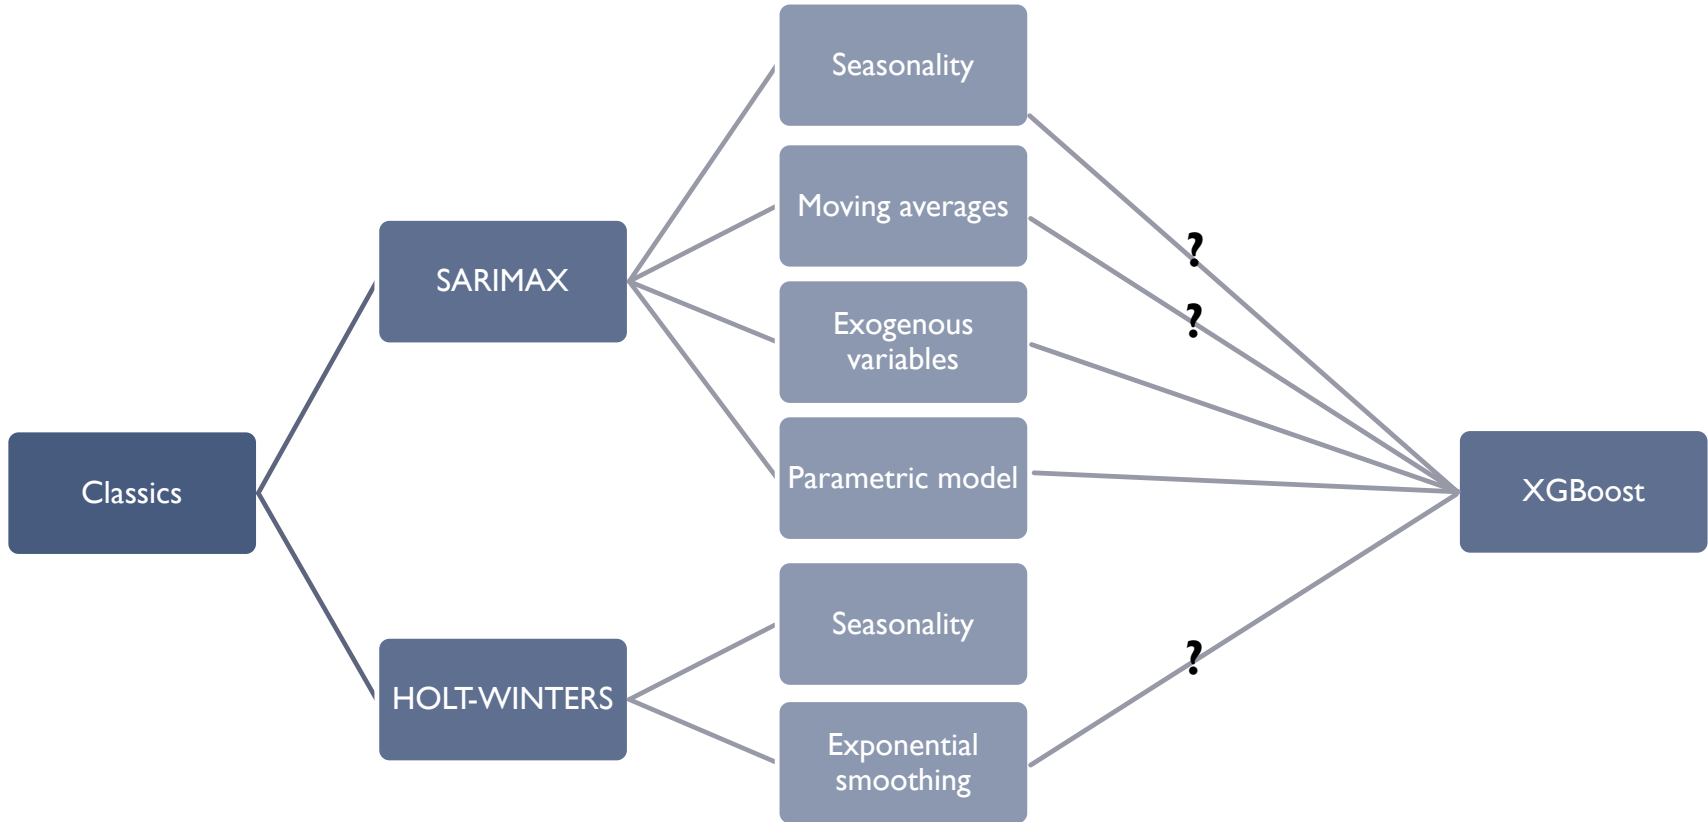 Classics
SARIMAX
HOLT-WINTERS
Seasonality
Moving averages
Exogenous
variables
Parametric model
Seasonality
Exponential
smoothing
?
?
?
XGBoost